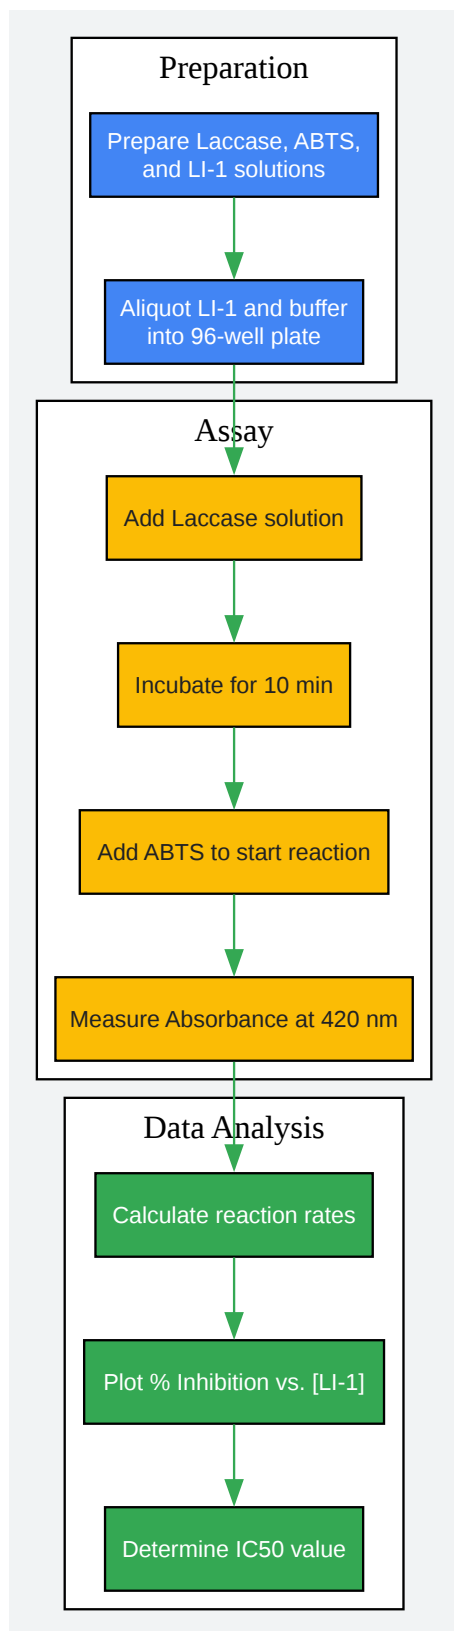 Preparation
Prepare Laccase, ABTS,
and LI-1 solutions
Aliquot LI-1 and buffer
into 96-well plate
Assay
Add Laccase solution
Incubate for 10 min
Add ABTS to start reaction
Measure Absorbance at 420 nm
Data Analysis
Calculate reaction rates
Plot % Inhibition vs. [LI-1]
Determine IC50 value